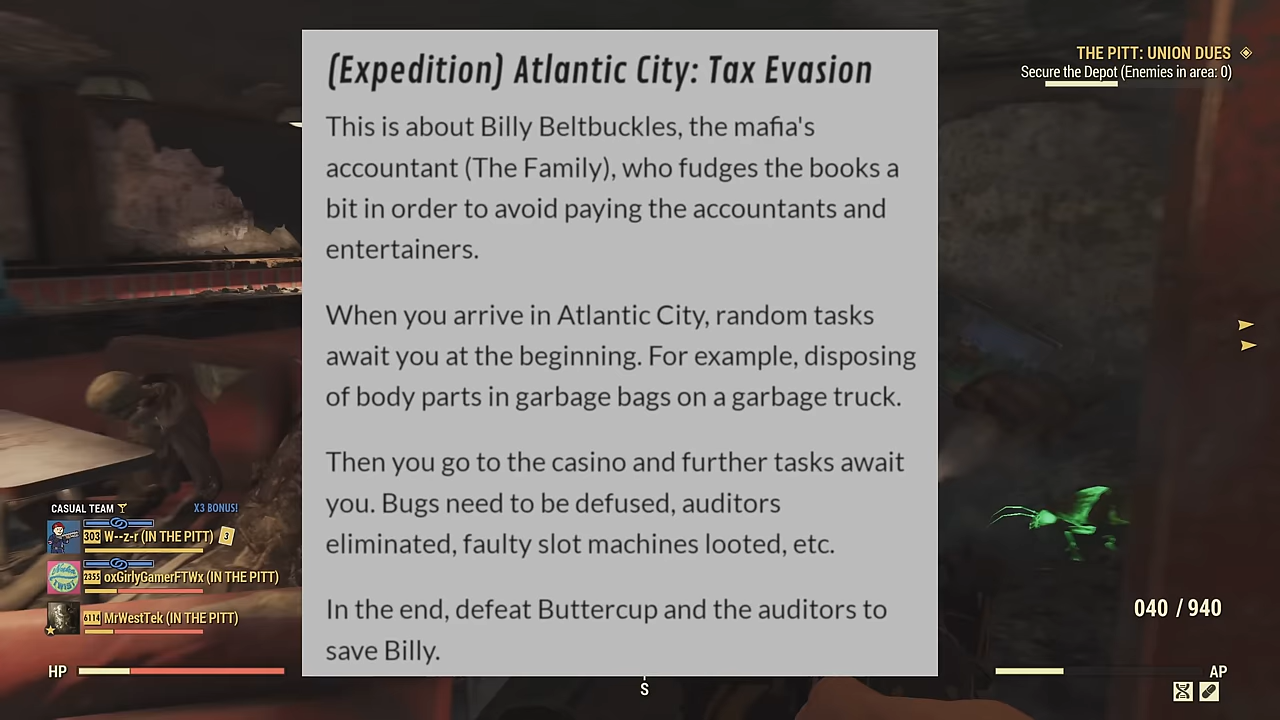 (Expedition) Atlantic City: Tax Evasion
This is about Billy Beltbuckles, the mafia's
accountant (The Family), who fudges the books a
bit in order to avoid paying the accountants and
entertainers.
When you arrive in Atlantic City, random tasks
await you at the beginning. For example, disposing
of body parts in garbage bags on a garbage truck.
Then you go to the casino and further tasks await
you. Bugs need to be defused, auditors
eliminated, faulty slot machines looted, etc.
In the end, defeat Buttercup and the auditors to
save Billy.
THE PITT: UNION DUES
Secure the Depot (Enemies in area: 0)
CASUAL TEAM X3 BONUS!
303 W--z-r (IN THE PITT) 3
2355 oxGirlyGamerFTWx (IN THE PITT)
6114 MrWestTek (IN THE PITT)
HP
S
040 / 940
AP